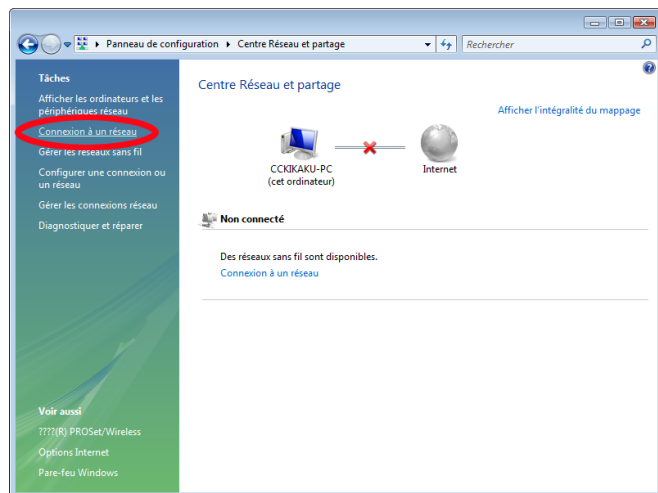 Panneau de configuration ▸ Centre Réseau et partage
Rechercher
Tâches
Afficher les ordinateurs et les
périphériques réseau
Connexion à un réseau
Gérer les réseaux sans fil
Configurer une connexion ou
un réseau
Gérer les connexions réseau
Diagnostiquer et réparer
Voir aussi
????(R) PROSet/Wireless
Options Internet
Pare-feu Windows
Centre Réseau et partage
Afficher l'intégralité du mappage
CCKIKAKU-PC
(cet ordinateur)
Internet
Non connecté
Des réseaux sans fil sont disponibles.
Connexion à un réseau